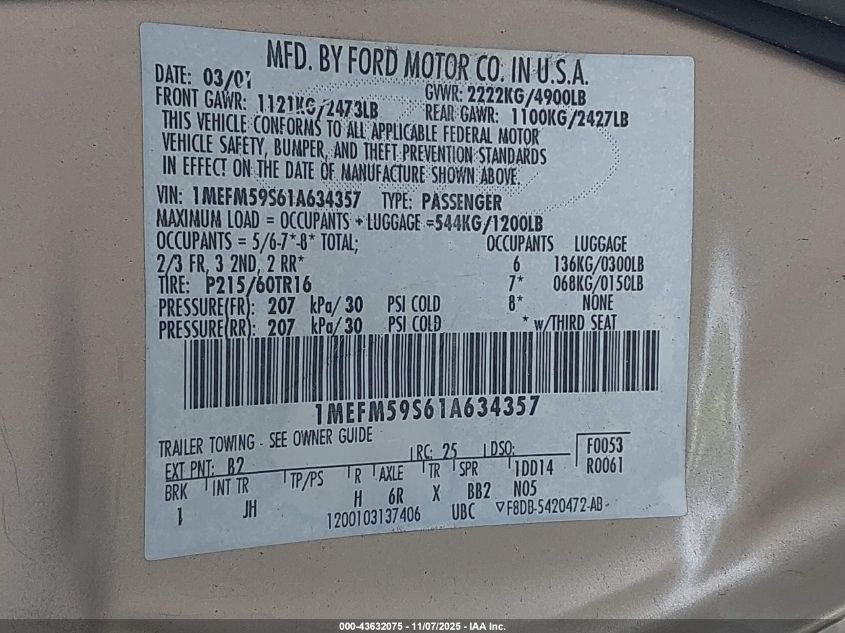 MFD. BY FORD MOTOR CO. IN U.S.A.
DATE: 03/01 GVWR: 2222KG/4900LB
FRONT GAWR: 1121KG/2473LB REAR GAWR: 1100KG/2427LB
THIS VEHICLE CONFORMS TO ALL APPLICABLE FEDERAL MOTOR
VEHICLE SAFETY, BUMPER, AND THEFT PREVENTION STANDARDS
IN EFFECT ON THE DATE OF MANUFACTURE SHOWN ABOVE.
VIN: 1MEFM59S61A634357 TYPE: PASSENGER
MAXIMUM LOAD = OCCUPANTS + LUGGAGE =544KG/1200LB
OCCUPANTS = 5/6-7*-8* TOTAL; OCCUPANTS LUGGAGE
2/3 FR, 3 2ND, 2 RR* 6 136KG/0300LB
TIRE: P215/60TR16 7* 068KG/0150LB
PRESSURE(FR): 207 kPa/ 30 PSI COLD 8* NONE
PRESSURE(RR): 207 kPa/ 30 PSI COLD * w/THIRD SEAT
1MEFM59S61A634357
TRAILER TOWING - SEE OWNER GUIDE
EXT PNT: B2 RC: 25 DSO: F0053
BRK INT TR TP/PS R AXLE TR SPR 1DD14 R0061
1 JH H 6R X BB2 N05
1200103137406 UBC ▽F8DB-5420472-AB-
000-43632075 - 11/07/2025 - IAA Inc.